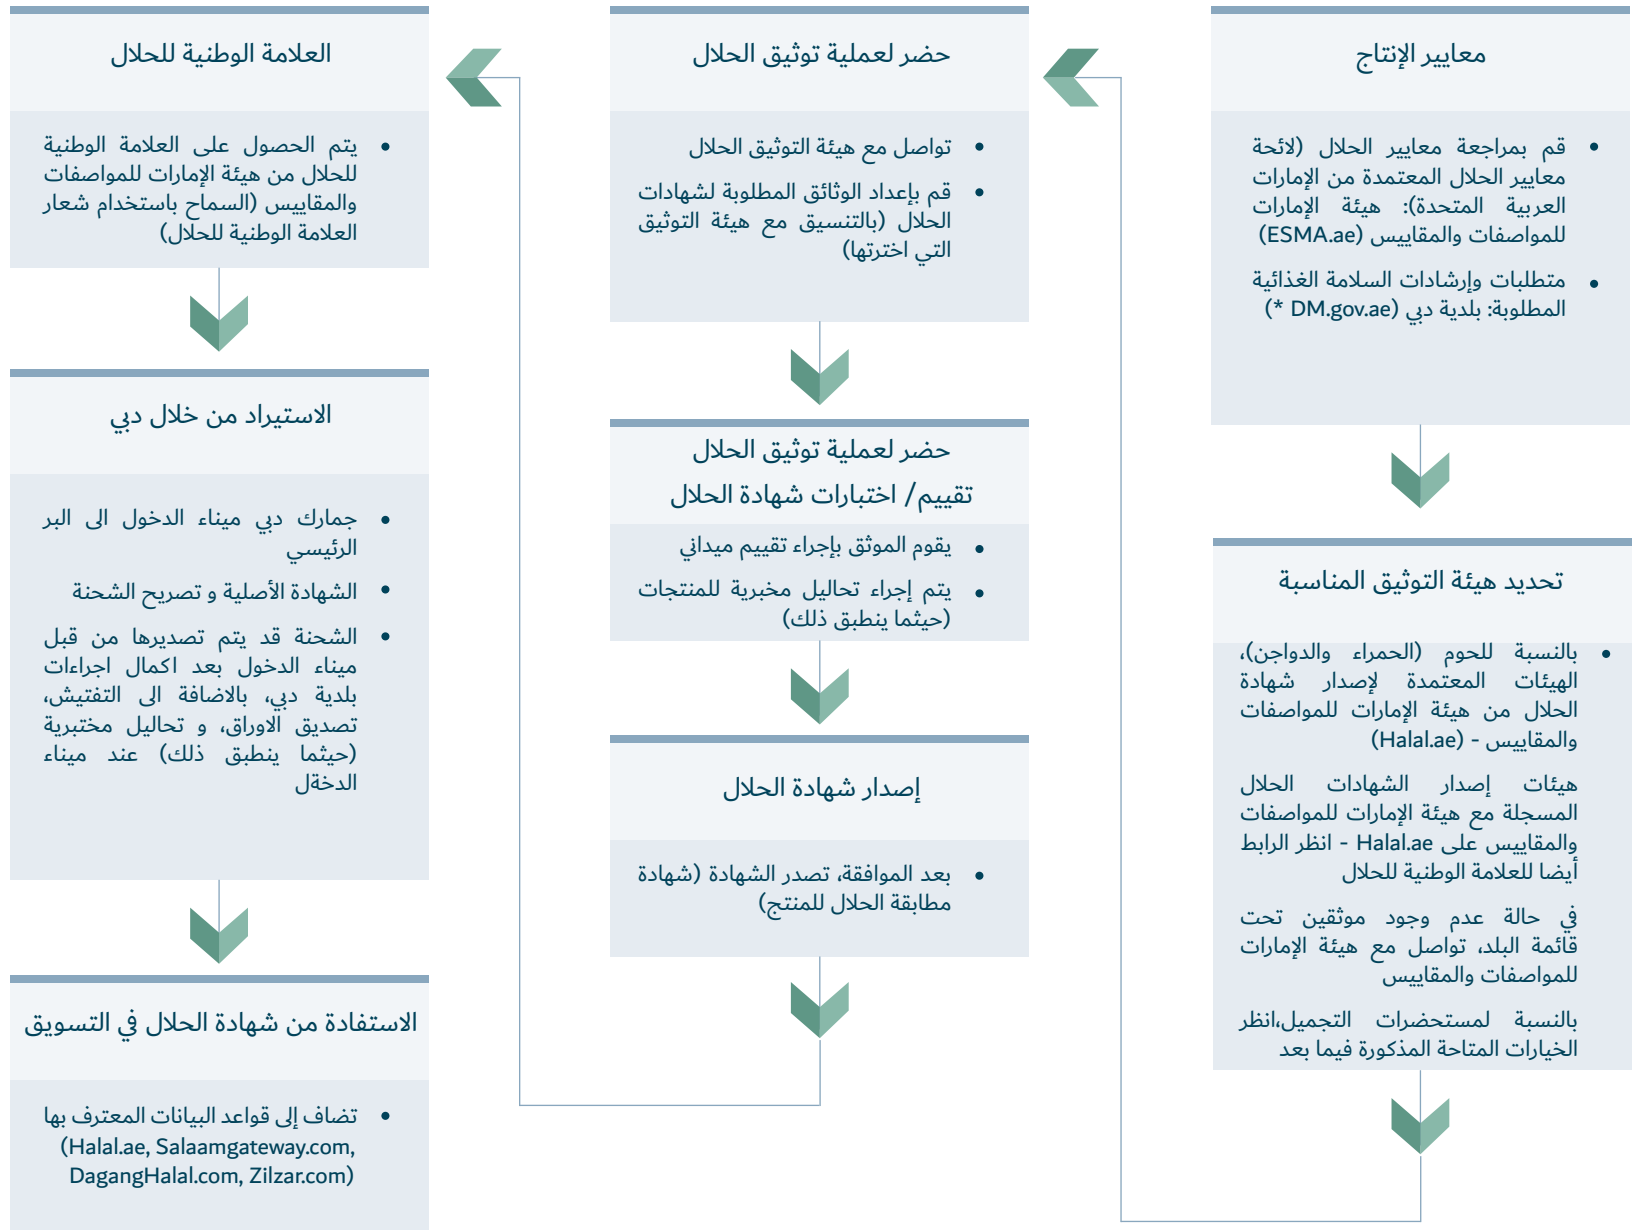 معايير الإنتاج
• قم بمراجعة معايير الحلال (لائحة
معايير الحلال المعتمدة من الإمارات
العربية المتحدة): هيئة الإمارات
للمواصفات والمقاييس (ESMA.ae)
• متطلبات وإرشادات السلامة الغذائية
المطلوبة: بلدية دبي (DM.gov.ae *)
تحديد هيئة التوثيق المناسبة
• بالنسبة للحوم (الحمراء والدواجن)،
الهيئات المعتمدة لإصدار شهادة
الحلال من هيئة الإمارات للمواصفات
والمقاييس - (Halal.ae)
هيئات إصدار الشهادات الحلال
المسجلة مع هيئة الإمارات للمواصفات
والمقاييس على Halal.ae - انظر الرابط
أيضا للعلامة الوطنية للحلال
في حالة عدم وجود موثقين تحت
قائمة البلد، تواصل مع هيئة الإمارات
للمواصفات والمقاييس
بالنسبة لمستحضرات التجميل،انظر
الخيارات المتاحة المذكورة فيما بعد
حضر لعملية توثيق الحلال
• تواصل مع هيئة التوثيق الحلال
• قم بإعداد الوثائق المطلوبة لشهادات
الحلال (بالتنسيق مع هيئة التوثيق
التي اخترتها)
حضر لعملية توثيق الحلال
تقييم/ اختبارات شهادة الحلال
• يقوم الموثق بإجراء تقييم ميداني
• يتم إجراء تحاليل مخبرية للمنتجات
(حيثما ينطبق ذلك)
إصدار شهادة الحلال
• بعد الموافقة، تصدر الشهادة (شهادة
مطابقة الحلال للمنتج)
العلامة الوطنية للحلال
• يتم الحصول على العلامة الوطنية
للحلال من هيئة الإمارات للمواصفات
والمقاييس (السماح باستخدام شعار
العلامة الوطنية للحلال)
الاستيراد من خلال دبي
• جمارك دبي ميناء الدخول الى البر
الرئيسي
• الشهادة الأصلية و تصريح الشحنة
• الشحنة قد يتم تصديرها من قبل
ميناء الدخول بعد اكمال اجراءات
بلدية دبي، بالاضافة الى التفتيش،
تصديق الاوراق، و تحاليل مختبرية
(حيثما ينطبق ذلك) عند ميناء
الدخةل
الاستفادة من شهادة الحلال في التسويق
• تضاف إلى قواعد البيانات المعترف بها
(Halal.ae, Salaamgateway.com,
DagangHalal.com, Zilzar.com)